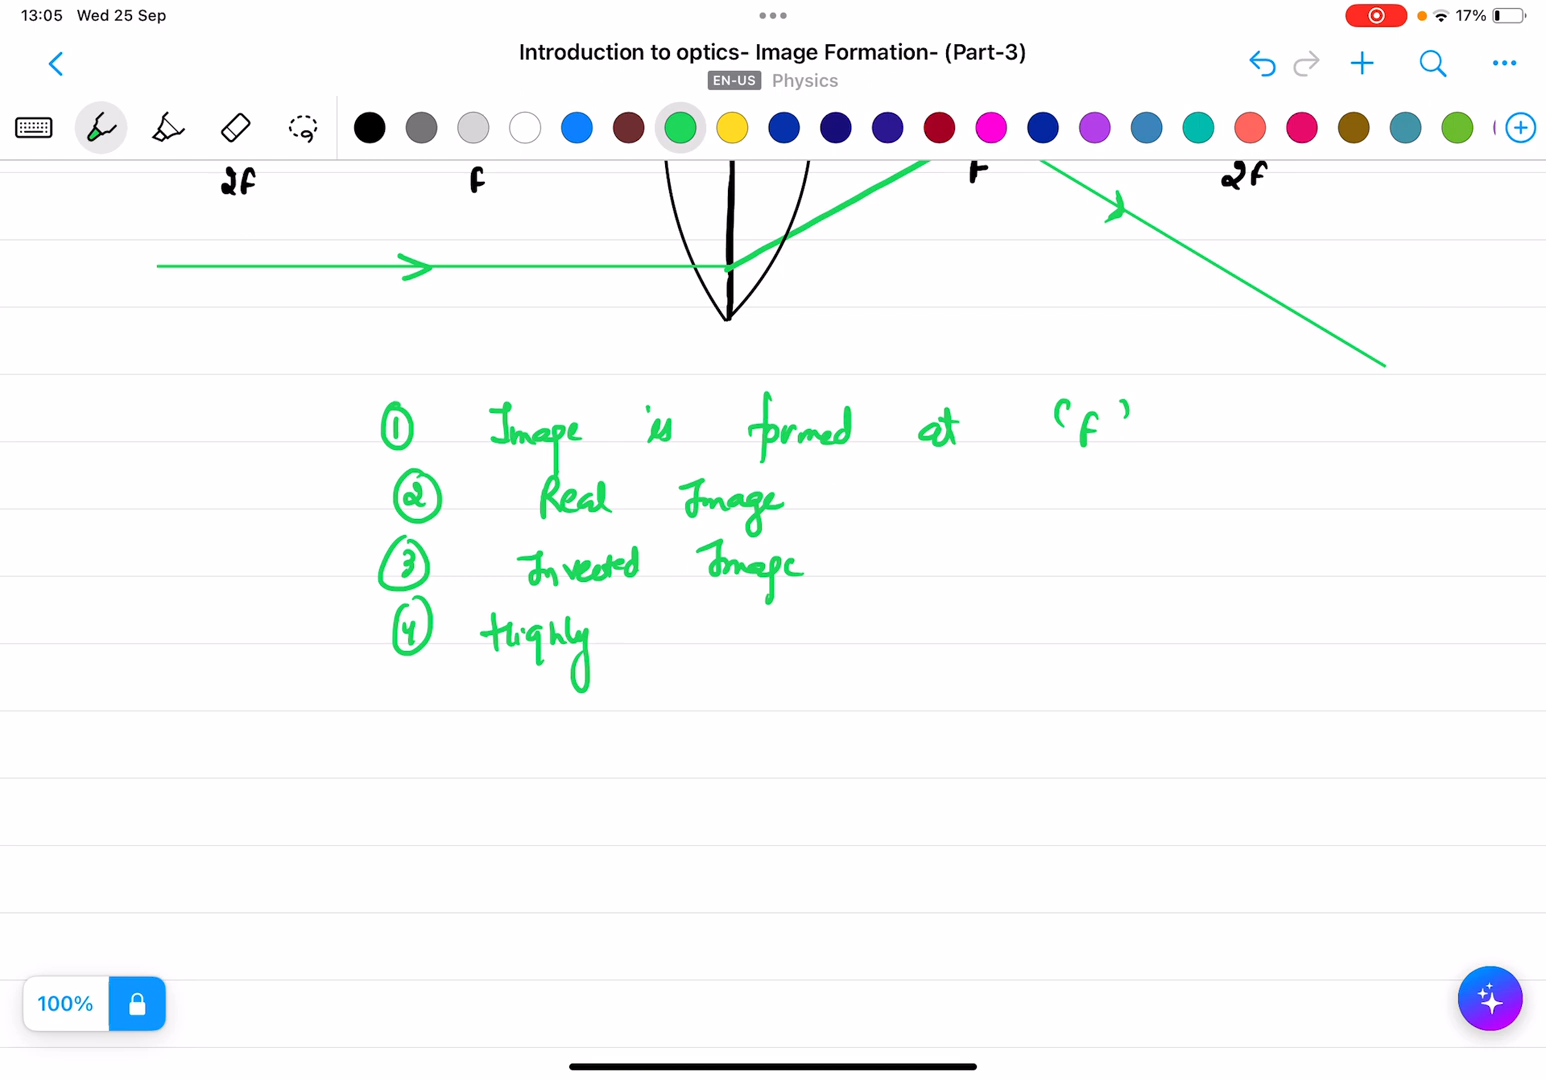 13:05 Wed 25 Sep
17%
Introduction to optics- Image Formation- (Part-3)
EN-US Physics
2F F F 2F
① Image is formed at 'F'
② Real Image
③ Inverted Image
④ Highly
100%